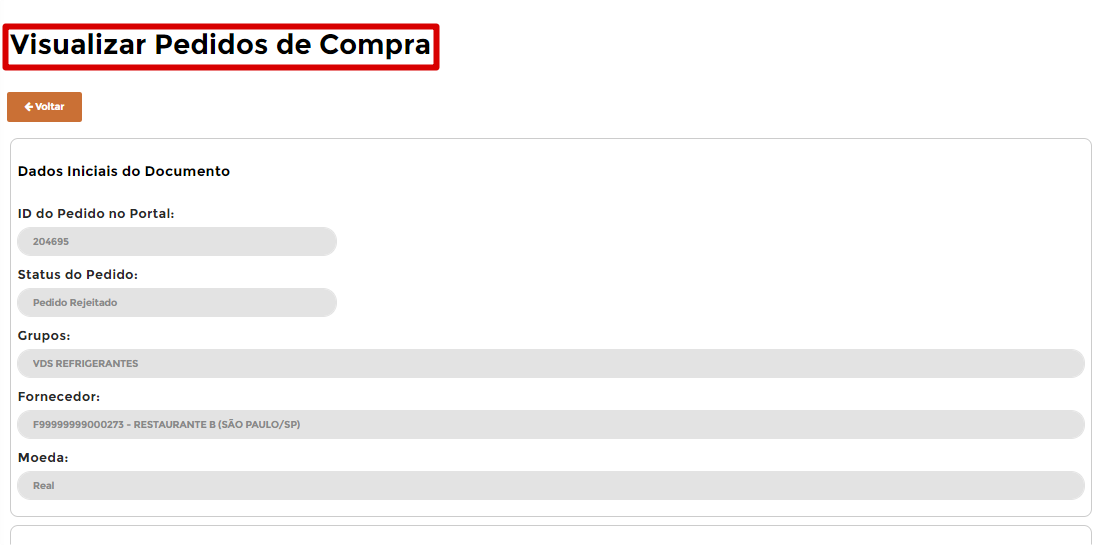 Visualizar Pedidos de Compra
Voltar
Dados Iniciais do Documento
ID do Pedido no Portal:
204695
Status do Pedido:
Pedido Rejeitado
Grupos:
VDS REFRIGERANTES
Fornecedor:
F99999999000273 - RESTAURANTE B (SÃO PAULO/SP)
Moeda:
Real